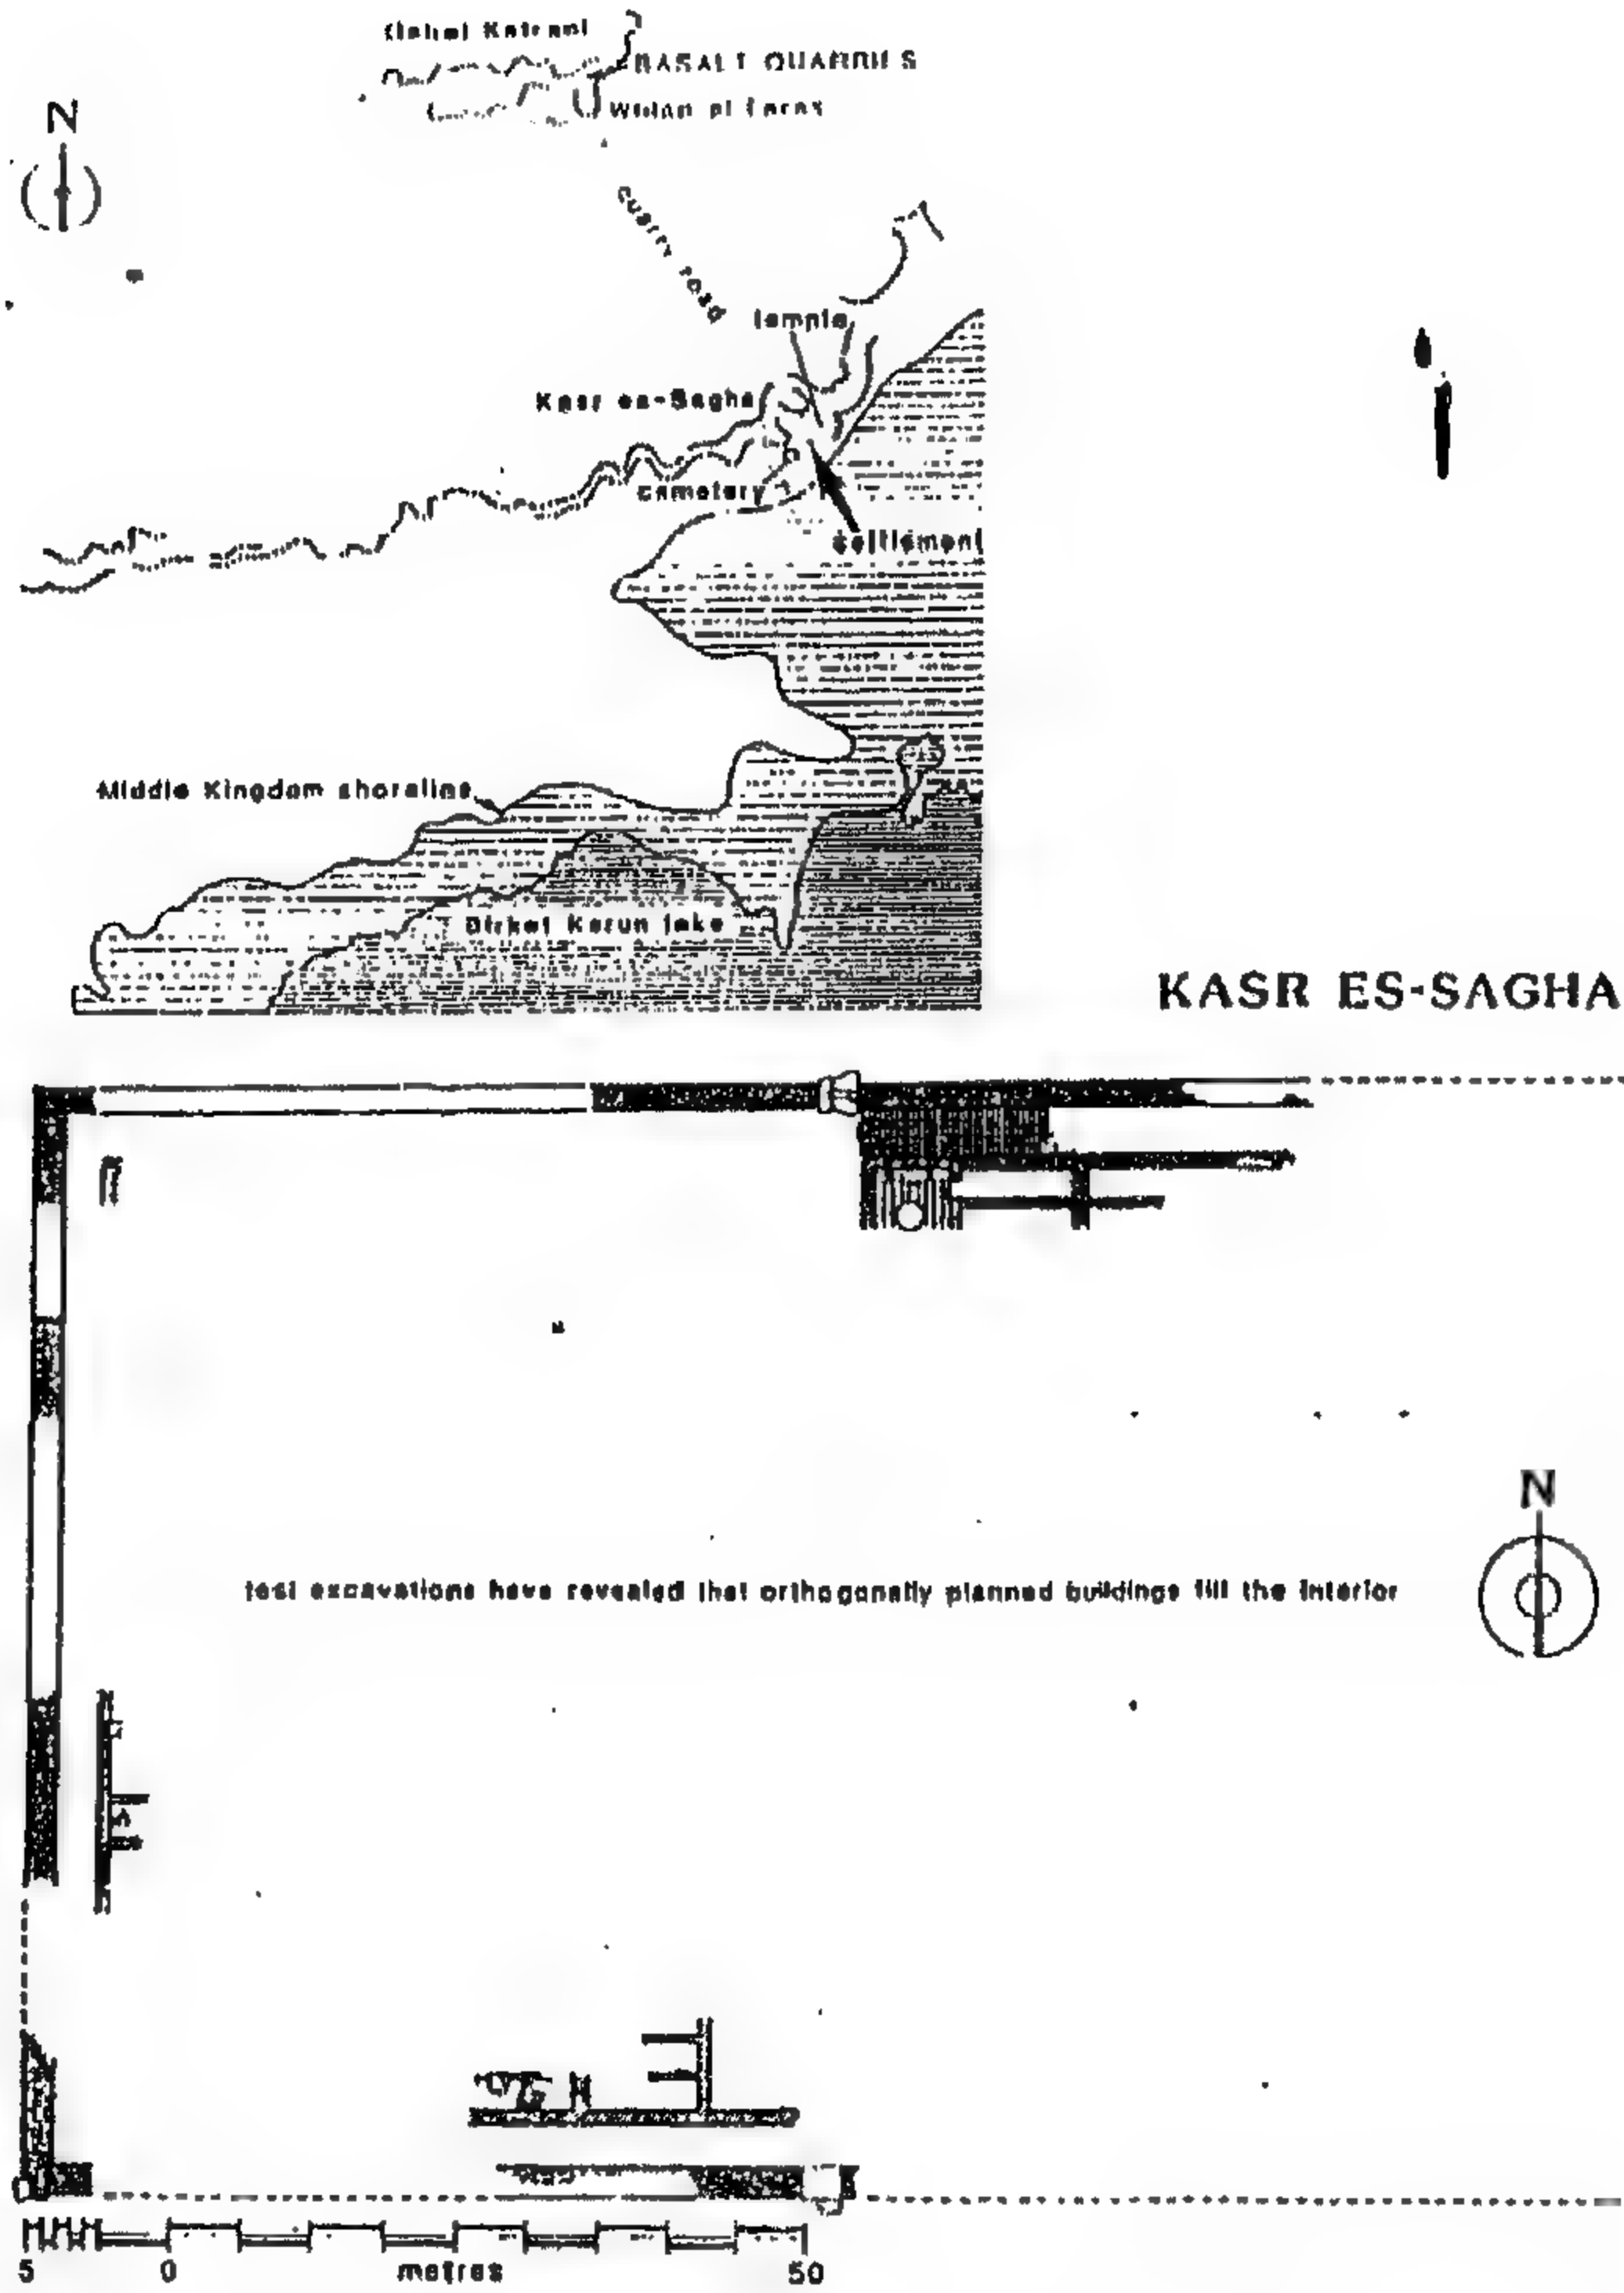 Gebel Katrani
BASALT QUARRIES
Widan el Faras
N
quarry road
temple
Kasr es-Sagha
cemetery
settlement
Middle Kingdom shoreline
Birket Karun lake
KASR ES-SAGHA
N
test excavations have revealed that orthogonally planned buildings fill the interior
5 0 metres 50